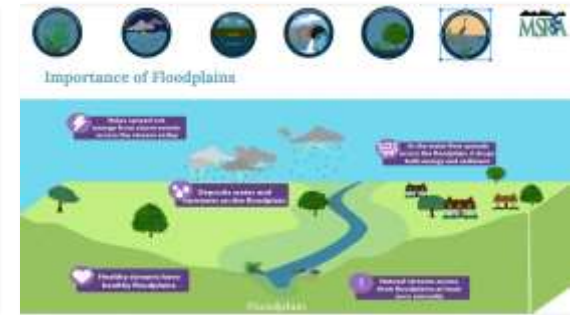 MSRA
Importance of Floodplains
Helps spread out
energy from storm events
across the stream valley
As the water flow spreads
across the floodplain it drops
both energy and sediment
Deposits water and
nutrients on the floodplain
Healthy streams have
healthy floodplains
Natural streams access
their floodplains at least
once annually
Floodplain